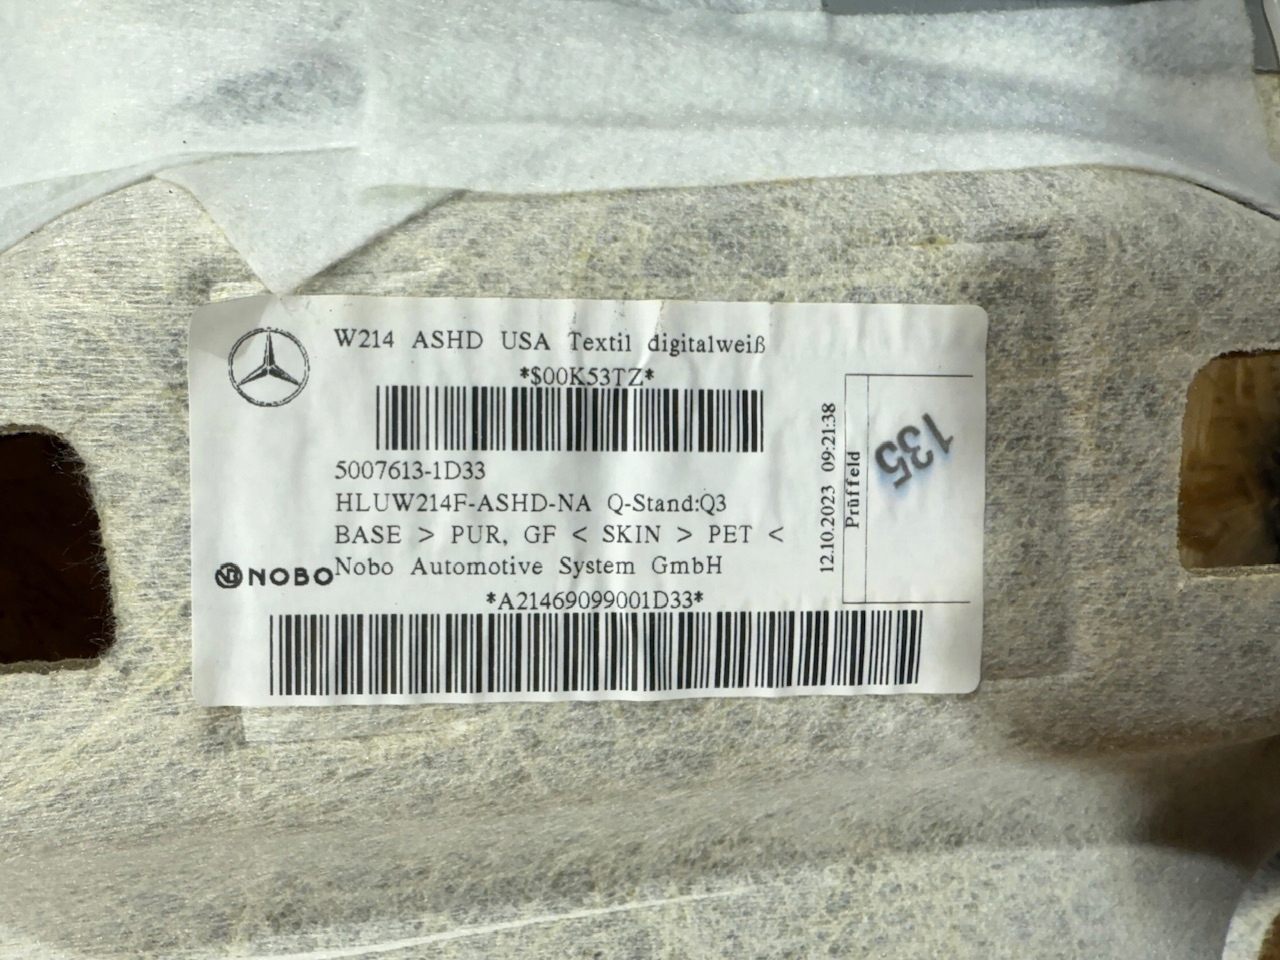 W214 ASHD USA Textil digitalweiß
*$00K53TZ*
5007613-1D33
HLUW214F-ASHD-NA Q-Stand:Q3
BASE > PUR, GF < SKIN > PET <
NOBO
Nobo Automotive System GmbH
*A21469099001D33*
12.10.2023 09:21:38
Prüffeld
135